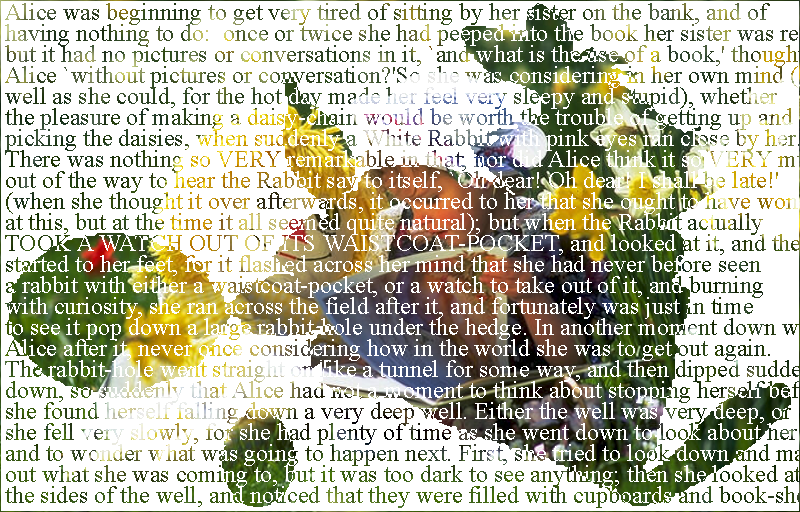 Alice was beginning to get very tired of sitting by her sister on the bank, and of
having nothing to do:  once or twice she had peeped into the book her sister was re
but it had no pictures or conversations in it, `and what is the use of a book,' though
Alice `without pictures or conversation?'So she was considering in her own mind (
well as she could, for the hot day made her feel very sleepy and stupid), whether
the pleasure of making a daisy-chain would be worth the trouble of getting up and
picking the daisies, when suddenly a White Rabbit with pink eyes ran close by her.
There was nothing so VERY remarkable in that; nor did Alice think it so VERY mu
out of the way to hear the Rabbit say to itself, `Oh dear! Oh dear! I shall be late!'
(when she thought it over afterwards, it occurred to her that she ought to have won
at this, but at the time it all seemed quite natural); but when the Rabbit actually
TOOK A WATCH OUT OF ITS WAISTCOAT-POCKET, and looked at it, and the
started to her feet, for it flashed across her mind that she had never before seen
a rabbit with either a waistcoat-pocket, or a watch to take out of it, and burning
with curiosity, she ran across the field after it, and fortunately was just in time
to see it pop down a large rabbit-hole under the hedge. In another moment down w
Alice after it, never once considering how in the world she was to get out again.
The rabbit-hole went straight on like a tunnel for some way, and then dipped sudde
down, so suddenly that Alice had not a moment to think about stopping herself bef
she found herself falling down a very deep well. Either the well was very deep, or
she fell very slowly, for she had plenty of time as she went down to look about her
and to wonder what was going to happen next. First, she tried to look down and ma
out what she was coming to, but it was too dark to see anything; then she looked at
the sides of the well, and noticed that they were filled with cupboards and book-she